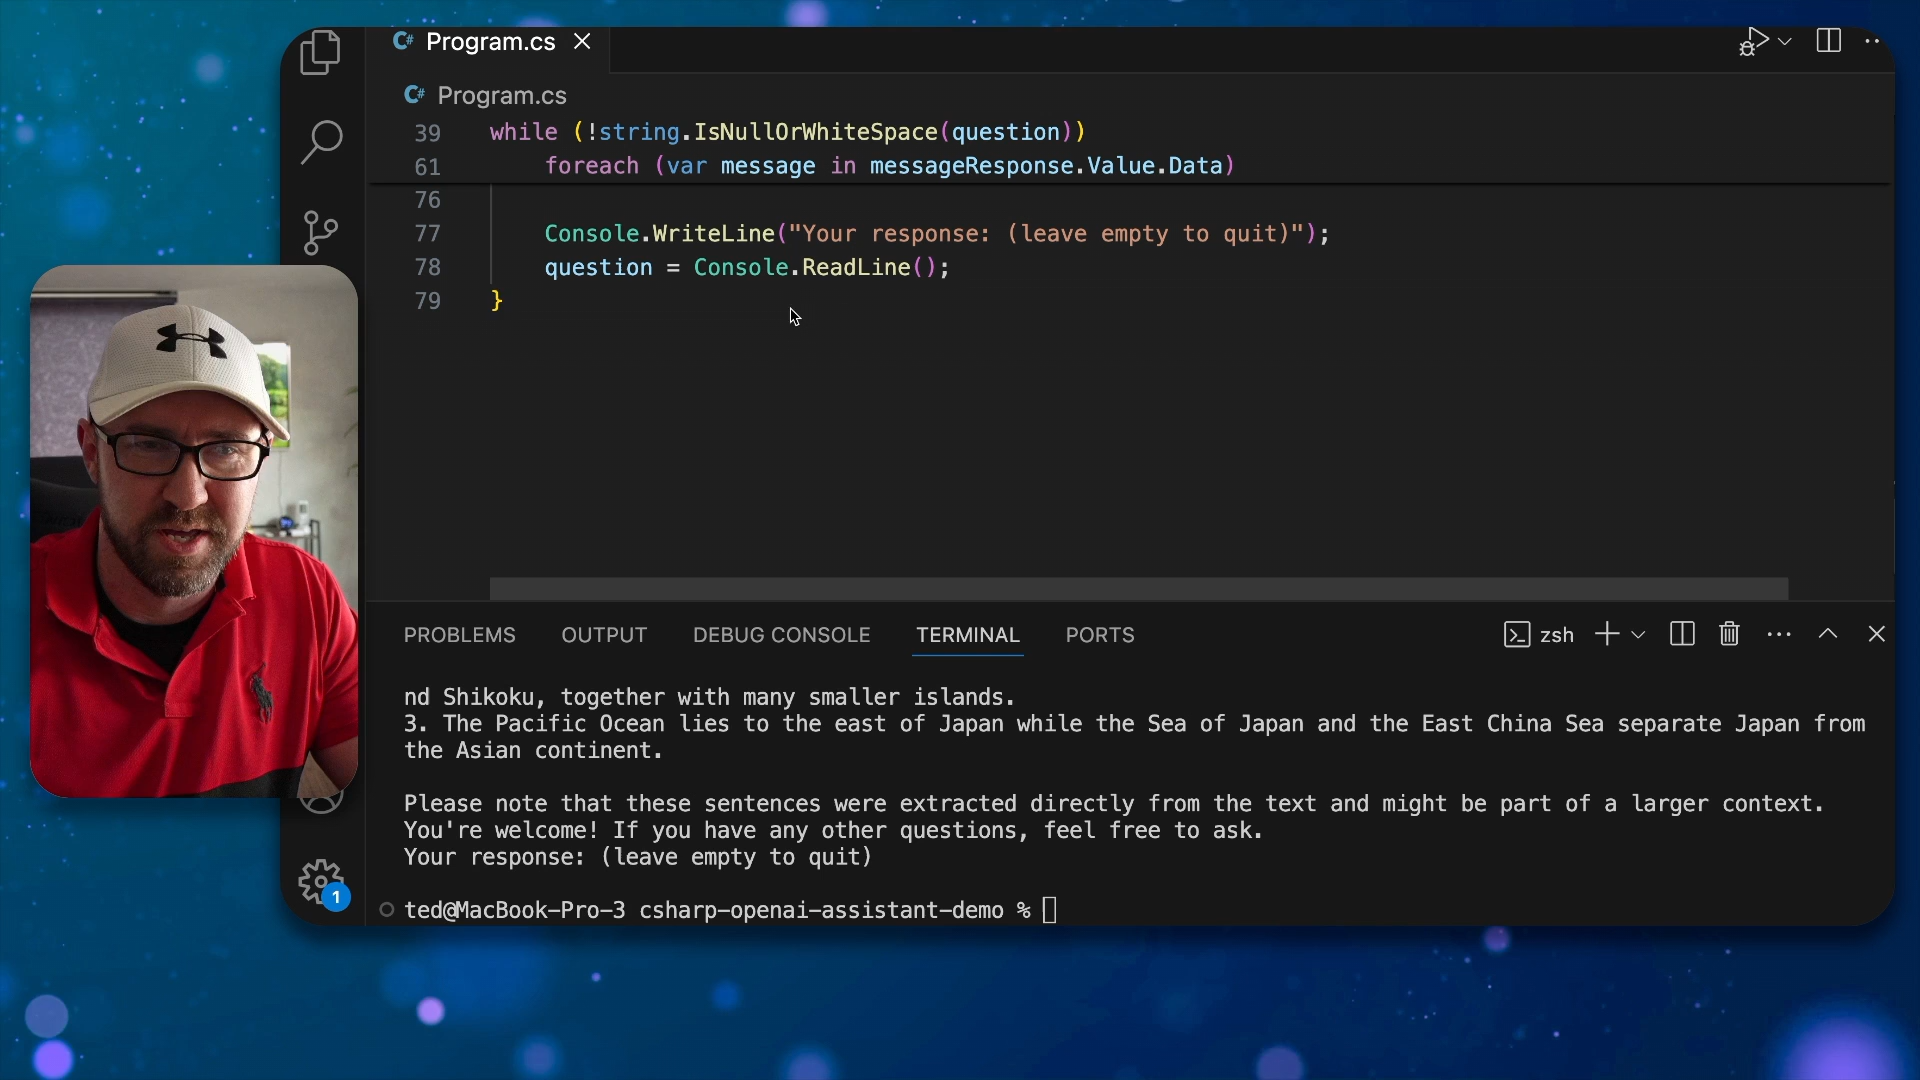 C# Program.cs
C# Program.cs
39 while (!string.IsNullOrWhiteSpace(question))
61 foreach (var message in messageResponse.Value.Data)
76
77 Console.WriteLine("Your response: (leave empty to quit)");
78 question = Console.ReadLine();
79 }
PROBLEMS OUTPUT DEBUG CONSOLE TERMINAL PORTS zsh
nd Shikoku, together with many smaller islands.
3. The Pacific Ocean lies to the east of Japan while the Sea of Japan and the East China Sea separate Japan from
the Asian continent.
Please note that these sentences were extracted directly from the text and might be part of a larger context.
You're welcome! If you have any other questions, feel free to ask.
Your response: (leave empty to quit)
1
ted@MacBook-Pro-3 csharp-openai-assistant-demo %